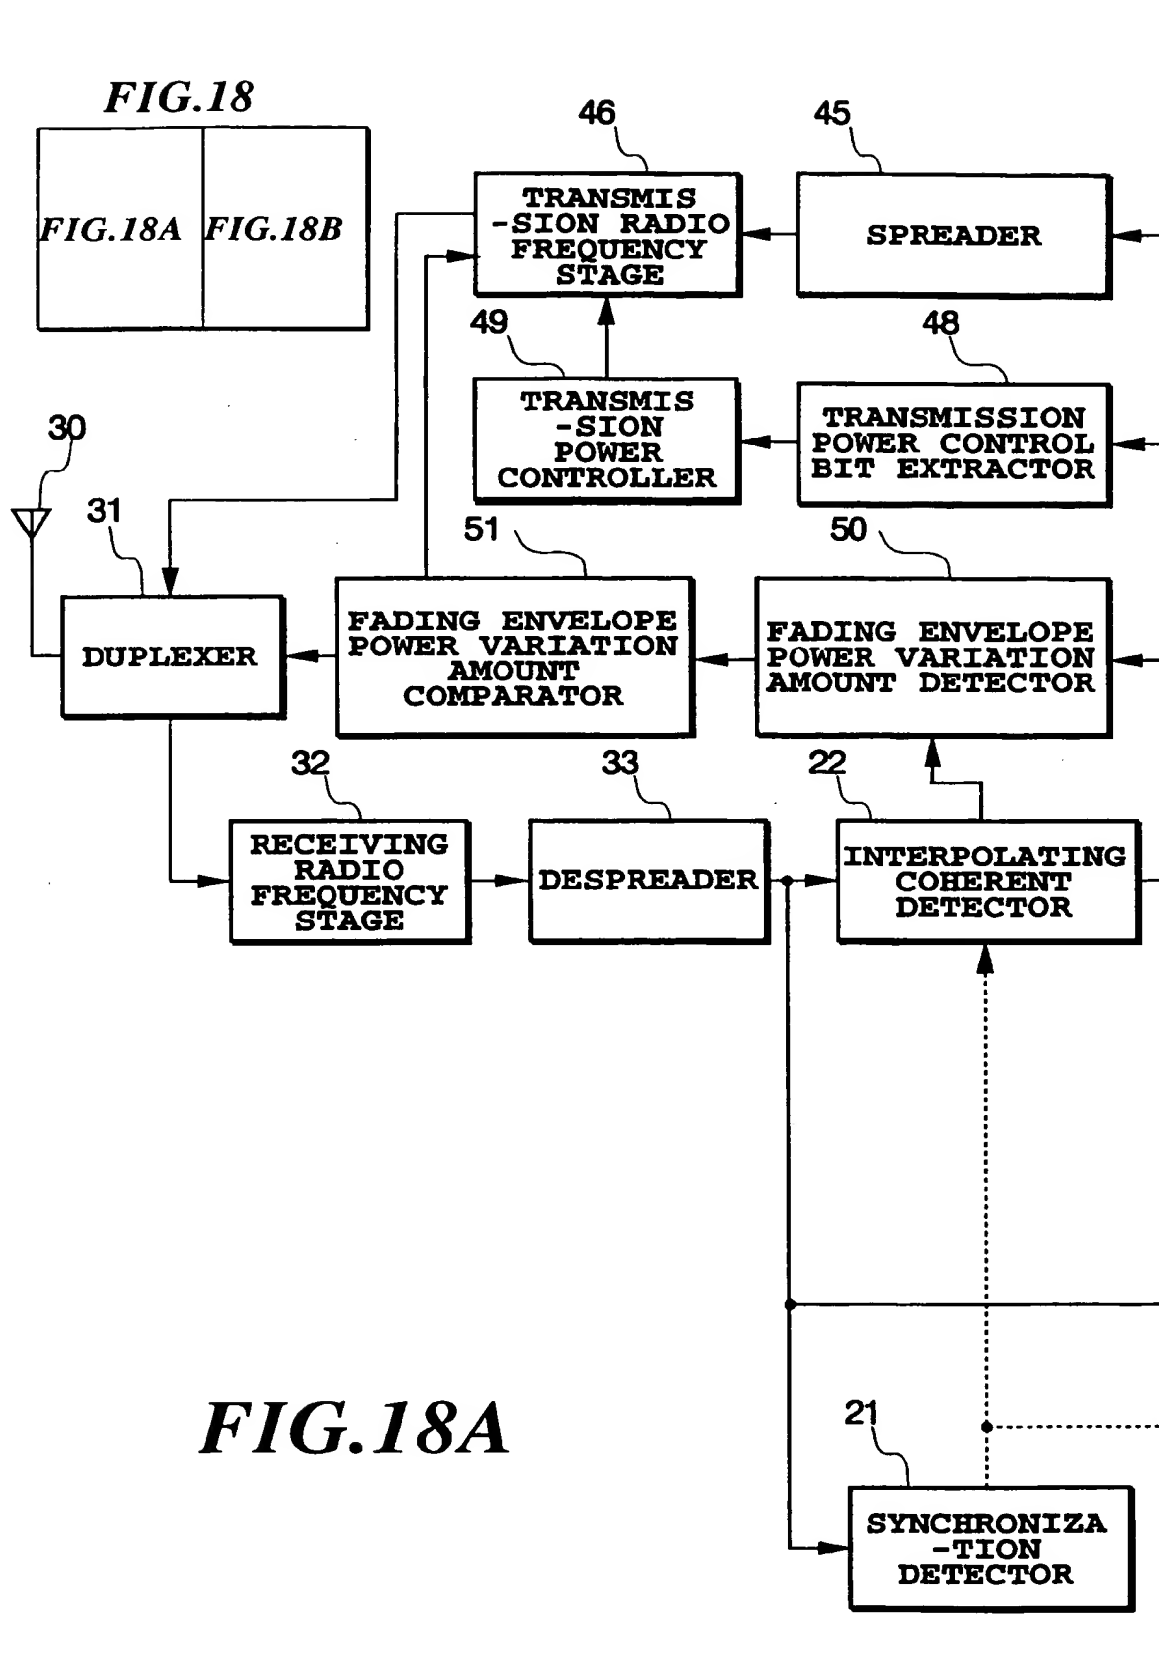 FIG.18
FIG.18A
FIG.18B
46
TRANSMIS
-SION RADIO
FREQUENCY
STAGE
45
SPREADER
49
TRANSMIS
-SION
POWER
CONTROLLER
48
TRANSMISSION
POWER CONTROL
BIT EXTRACTOR
30
31
DUPLEXER
51
FADING ENVELOPE
POWER VARIATION
AMOUNT
COMPARATOR
50
FADING ENVELOPE
POWER VARIATION
AMOUNT DETECTOR
32
RECEIVING
RADIO
FREQUENCY
STAGE
33
DESPREADER
22
INTERPOLATING
COHERENT
DETECTOR
FIG.18A
21
SYNCHRONIZA
-TION
DETECTOR